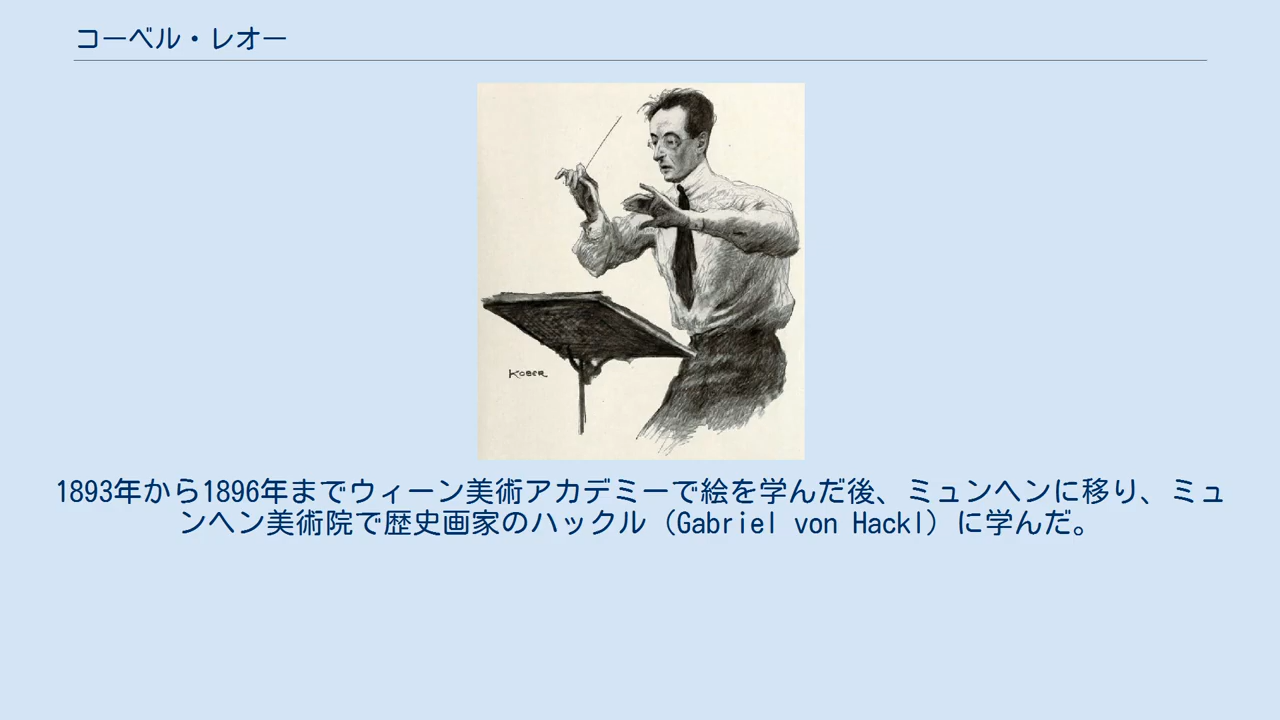 コーベル・レオー
KOBER
1893年から1896年までウィーン美術アカデミーで絵を学んだ後、ミュンヘンに移り、ミュ
ンヘン美術院で歴史画家のハックル（Gabriel von Hackl）に学んだ。